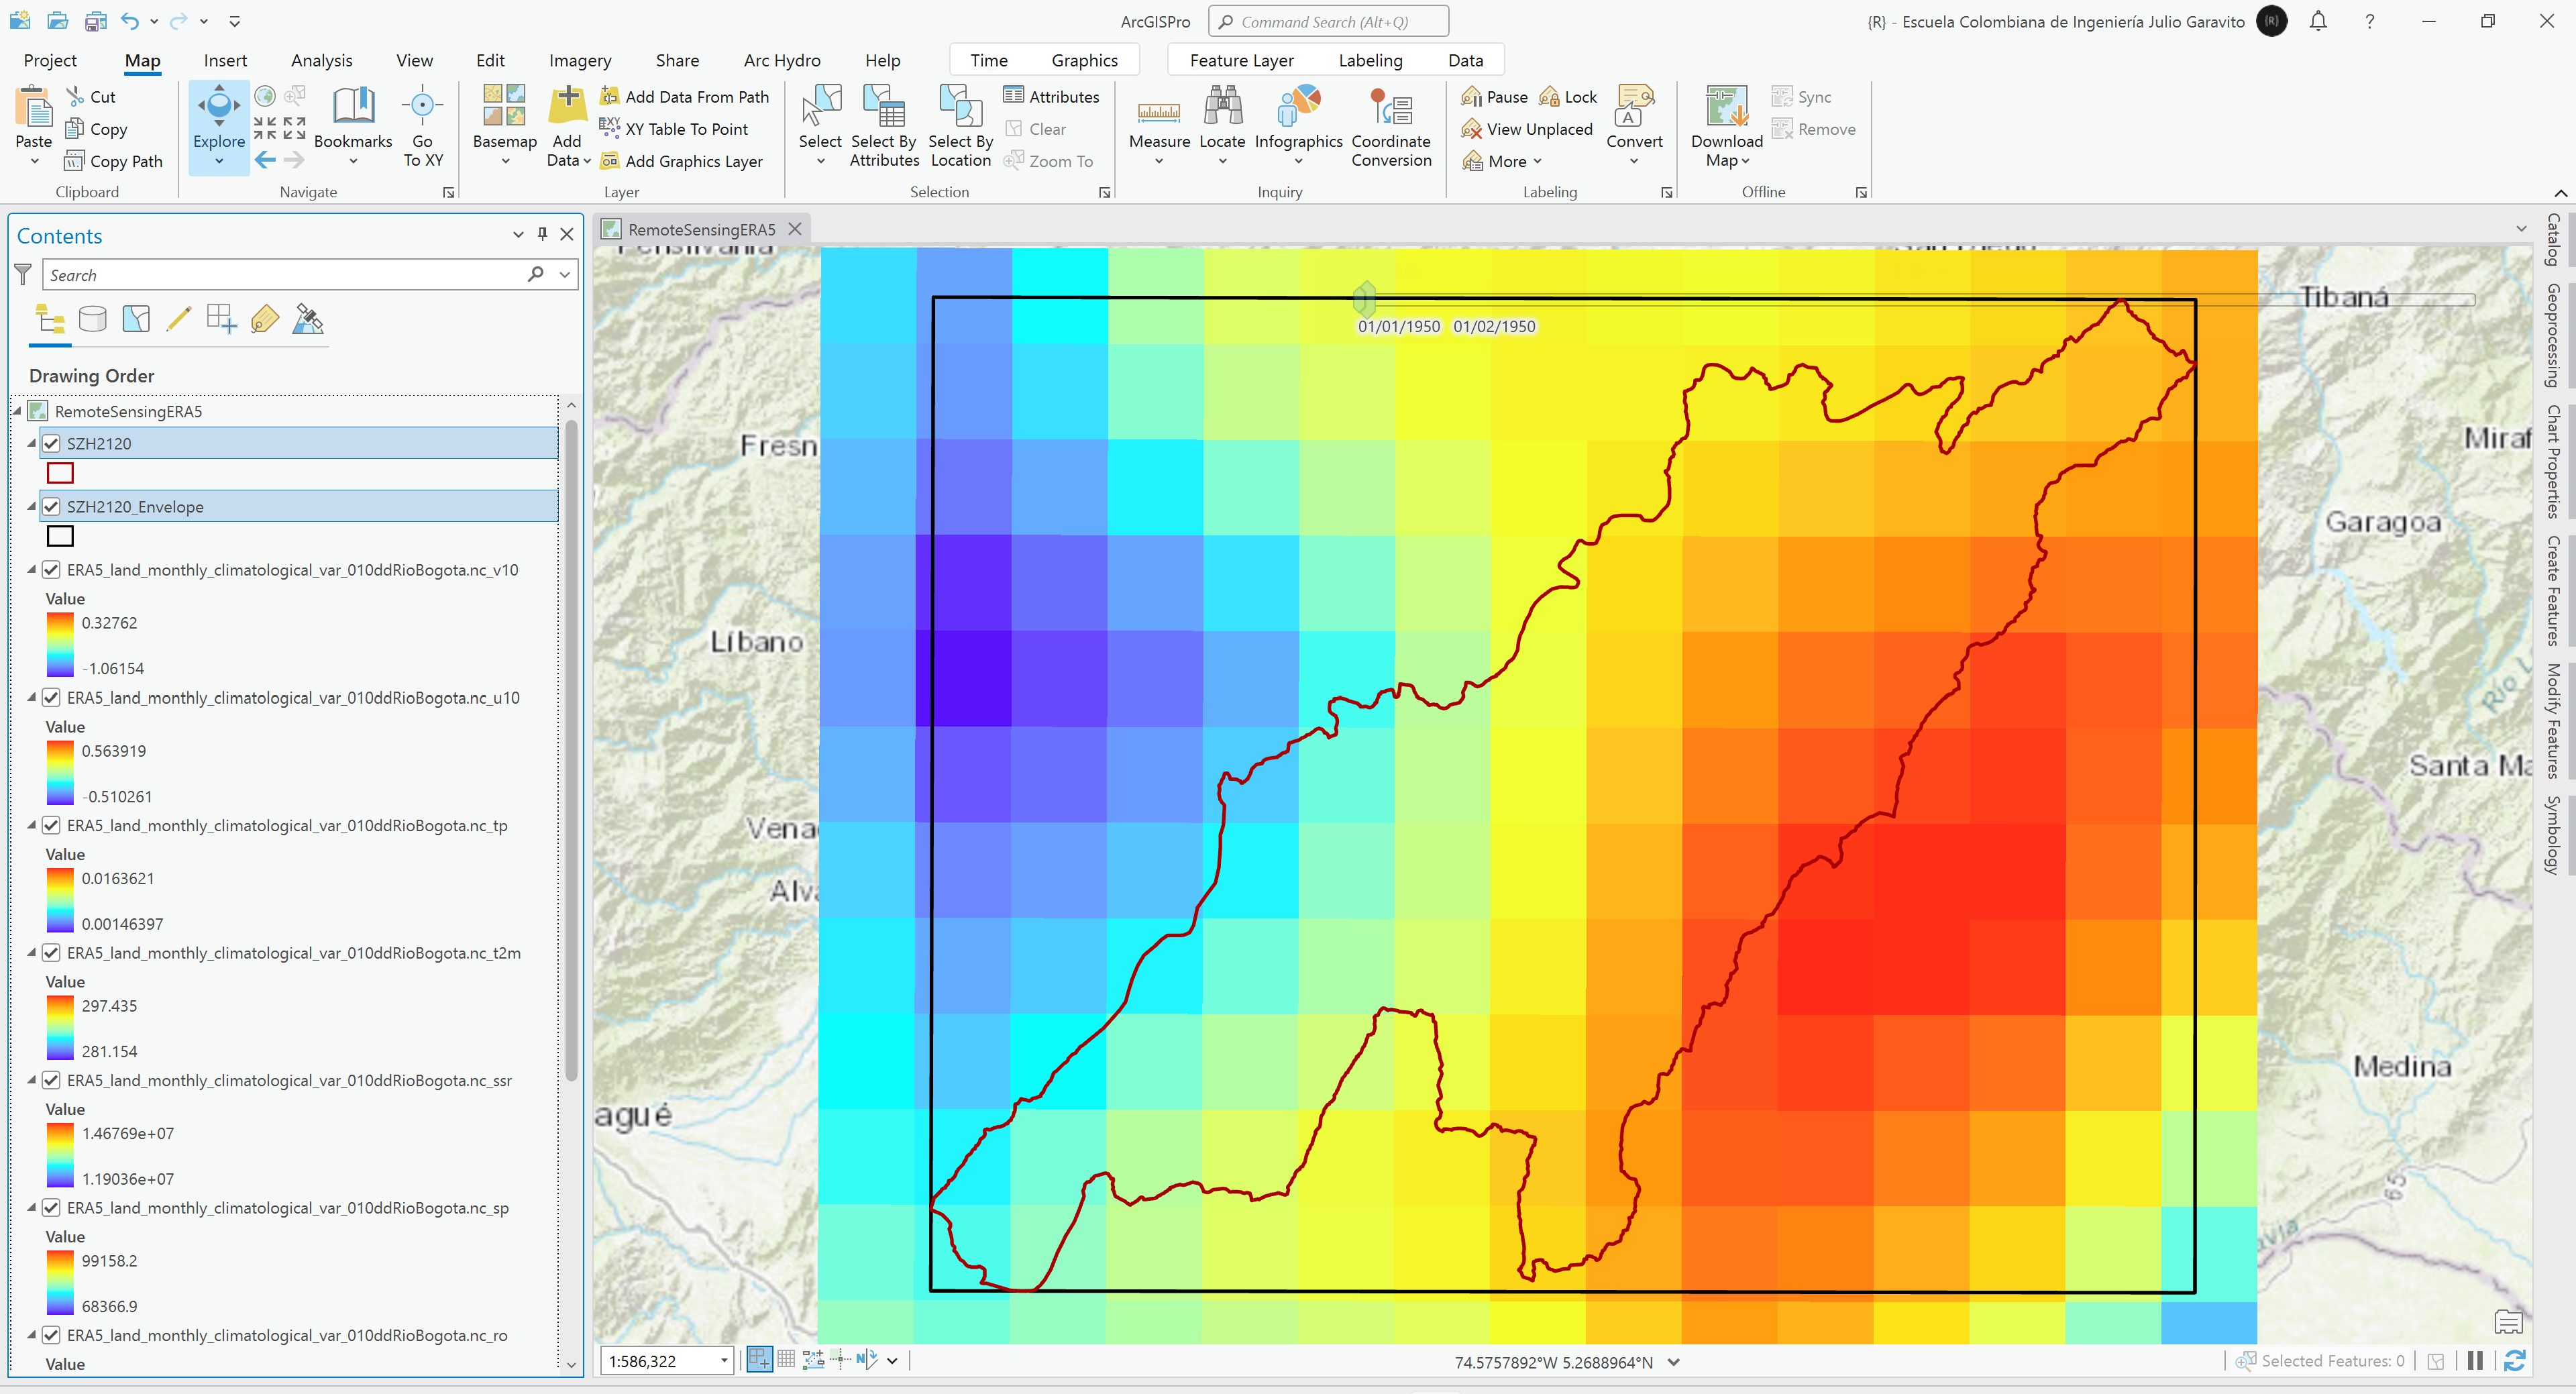 ArcGISPro
Command Search (Alt+Q)
{R} - Escuela Colombiana de Ingeniería Julio Garavito
{R}
?
Project Map Insert Analysis View Edit Imagery Share Arc Hydro Help Time Graphics Feature Layer Labeling Data
Paste
Cut
Copy
Copy Path
Clipboard
Explore
Bookmarks
Go
To XY
Navigate
Basemap
Add
Data
Add Data From Path
XY Table To Point
Add Graphics Layer
Layer
Select
Select By
Attributes
Select By
Location
Attributes
Clear
Zoom To
Selection
Measure
Locate
Infographics
Coordinate
Conversion
Inquiry
Pause
Lock
View Unplaced
More
Convert
Labeling
Download
Map
Sync
Remove
Offline
Contents
Search
Drawing Order
RemoteSensingERA5
SZH2120
SZH2120_Envelope
ERA5_land_monthly_climatological_var_010ddRioBogota.nc_v10
Value
0.32762
-1.06154
ERA5_land_monthly_climatological_var_010ddRioBogota.nc_u10
Value
0.563919
-0.510261
ERA5_land_monthly_climatological_var_010ddRioBogota.nc_tp
Value
0.0163621
0.00146397
ERA5_land_monthly_climatological_var_010ddRioBogota.nc_t2m
Value
297.435
281.154
ERA5_land_monthly_climatological_var_010ddRioBogota.nc_ssr
Value
1.46769e+07
1.19036e+07
ERA5_land_monthly_climatological_var_010ddRioBogota.nc_sp
Value
99158.2
68366.9
ERA5_land_monthly_climatological_var_010ddRioBogota.nc_ro
Value
RemoteSensingERA5
01/01/1950 01/02/1950
Tibaná
Fresn
Miraf
Garagoa
Líbano
Río L
Santa Ma
Vena
Alva
Medina
agué
65
avia
1:586,322
74.5757892°W 5.2688964°N
Selected Features: 0
Catalog
Geoprocessing
Chart Properties
Create Features
Modify Features
Symbology